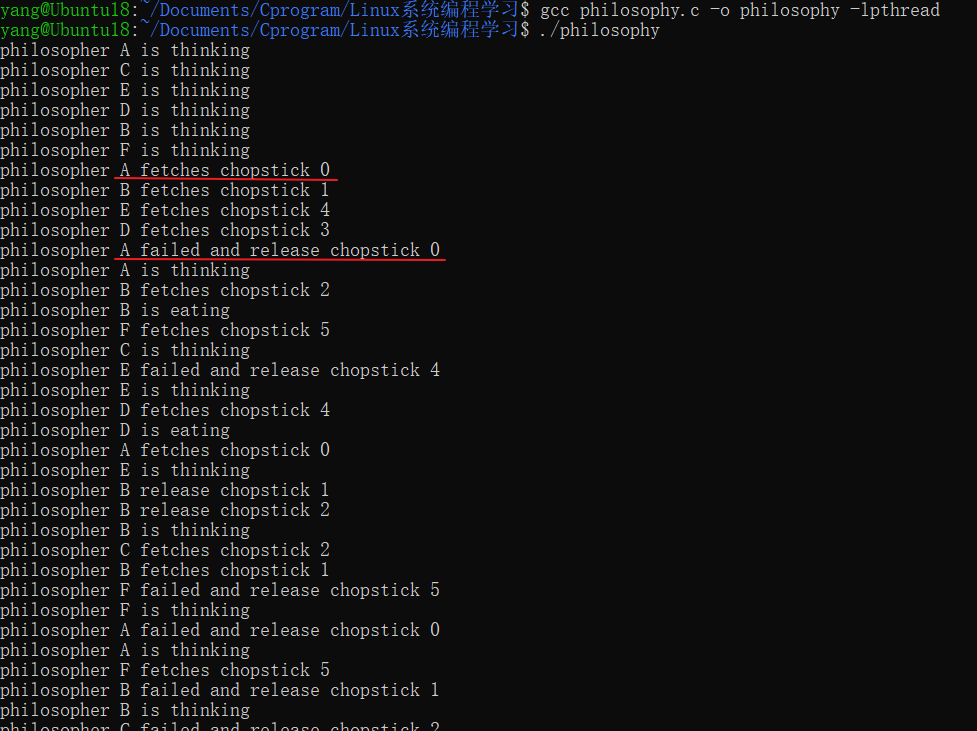 yang@Ubuntu18:~/Documents/Cprogram/Linux系统编程学习$ gcc philosophy.c -o philosophy -lpthread
yang@Ubuntu18:~/Documents/Cprogram/Linux系统编程学习$ ./philosophy
philosopher A is thinking
philosopher C is thinking
philosopher E is thinking
philosopher D is thinking
philosopher B is thinking
philosopher F is thinking
philosopher A fetches chopstick 0
philosopher B fetches chopstick 1
philosopher E fetches chopstick 4
philosopher D fetches chopstick 3
philosopher A failed and release chopstick 0
philosopher A is thinking
philosopher B fetches chopstick 2
philosopher B is eating
philosopher F fetches chopstick 5
philosopher C is thinking
philosopher E failed and release chopstick 4
philosopher E is thinking
philosopher D fetches chopstick 4
philosopher D is eating
philosopher A fetches chopstick 0
philosopher E is thinking
philosopher B release chopstick 1
philosopher B release chopstick 2
philosopher B is thinking
philosopher C fetches chopstick 2
philosopher B fetches chopstick 1
philosopher F failed and release chopstick 5
philosopher F is thinking
philosopher A failed and release chopstick 0
philosopher A is thinking
philosopher F fetches chopstick 5
philosopher B failed and release chopstick 1
philosopher B is thinking
philosopher C failed and release chopstick 2